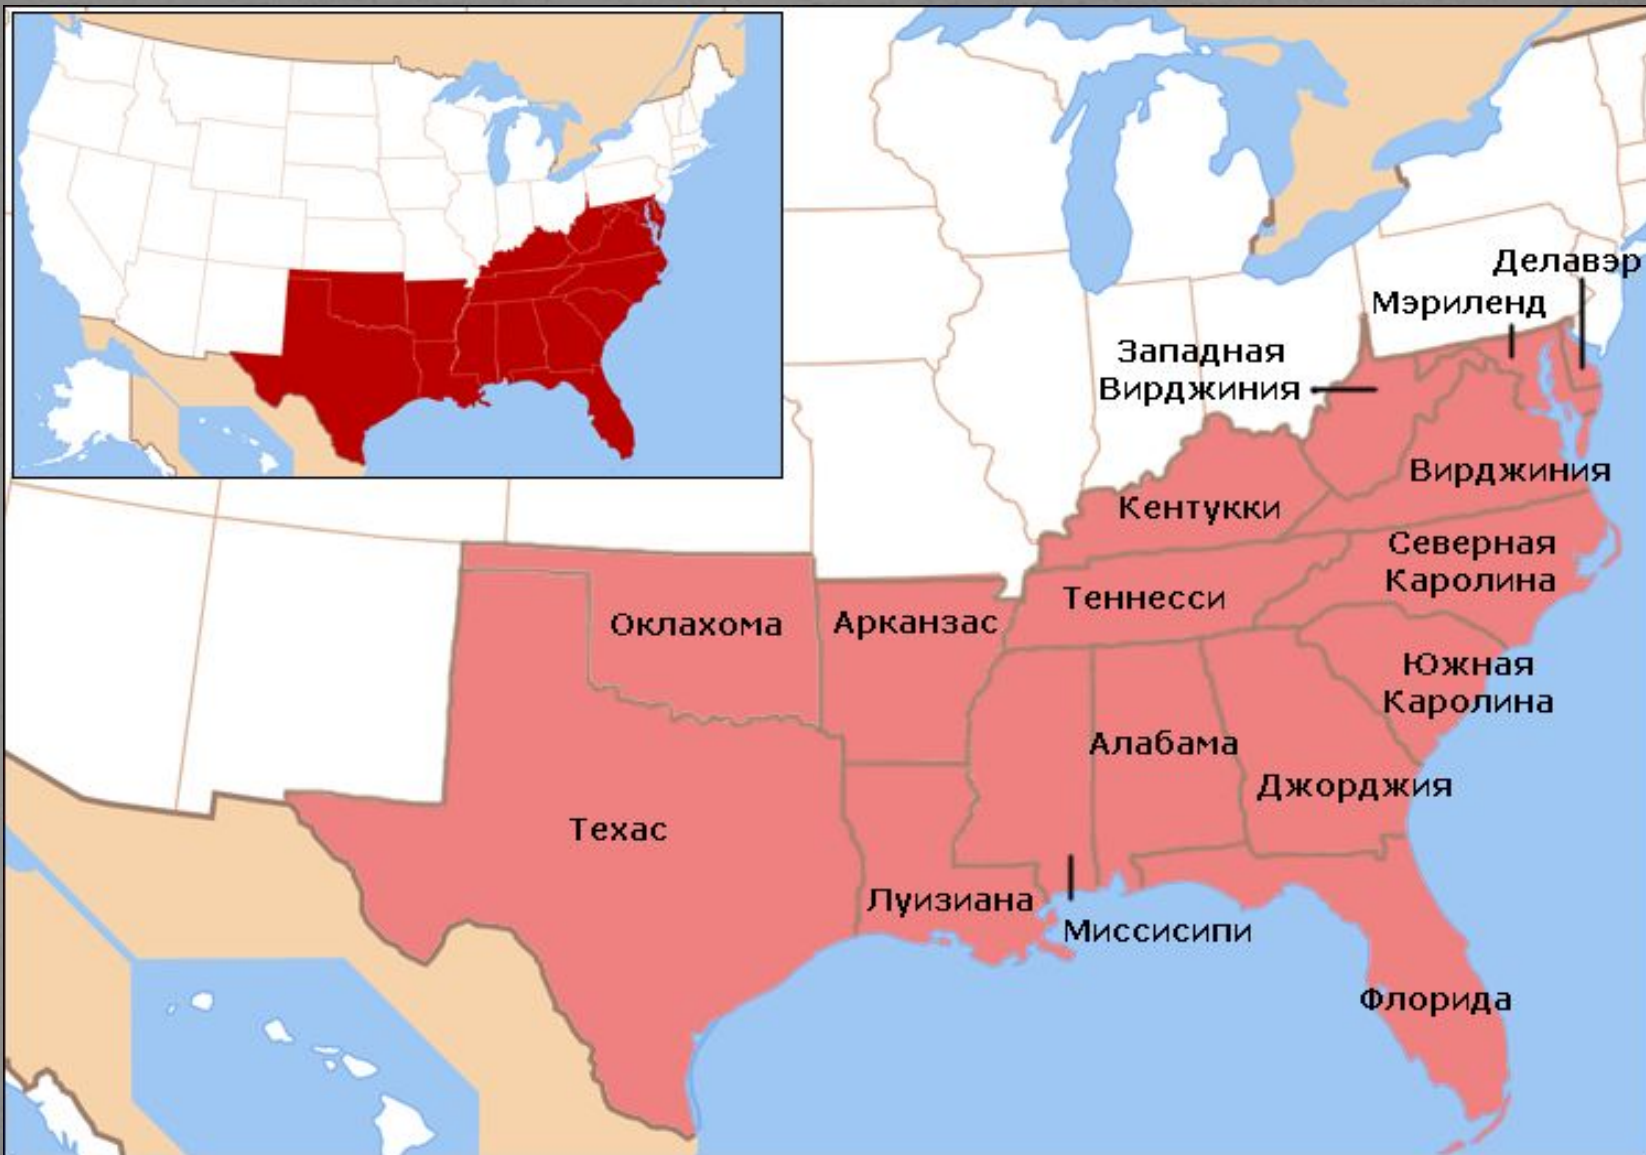 Делавэр
Мэриленд
Западная
Вирджиния
Вирджиния
Кентукки
Северная
Каролина
Теннесси
Оклахома
Арканзас
Южная
Каролина
Алабама
Джорджия
Техас
Луизиана
Миссисипи
Флорида